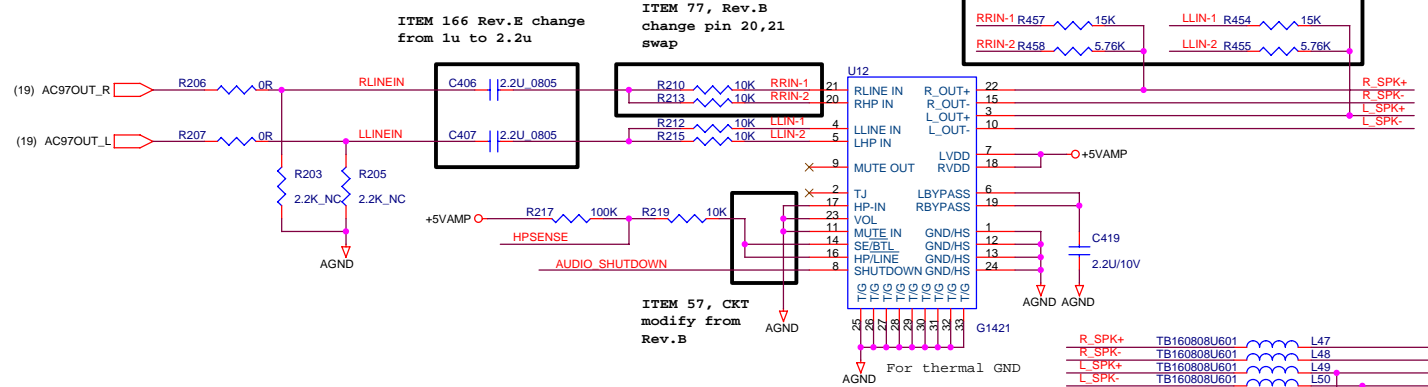 ITEM 166 Rev.E change
from 1u to 2.2u
ITEM 77, Rev.B
change pin 20,21
swap
RRIN-1 R457 15K
LLIN-1 R454 15K
RRIN-2 R458 5.76K
LLIN-2 R455 5.76K
U12
(19) AC97OUT_R
R206 0R
RLINEIN
C406 2.2U_0805
R210 10K RRIN-1 21
R213 10K RRIN-2 20
(19) AC97OUT_L
R207 0R
LLINEIN
C407 2.2U_0805
R212 10K LLIN-1 4
R215 10K LLIN-2 5
RLINE IN
RHP IN
LLINE IN
LHP IN
9 MUTE OUT
2 TJ
17 HP-IN
23 VOL
11 MUTE IN
14 SE/BTL
16 HP/LINE
8 SHUTDOWN
R_OUT+ 22 R_SPK+
R_OUT- 15 R_SPK-
L_OUT+ 3 L_SPK+
L_OUT- 10 L_SPK-
LVDD 7
RVDD 18
+5VAMP
LBYPASS 6
RBYPASS 19
GND/HS 1
GND/HS 12
GND/HS 13
GND/HS 24
C419
2.2U/10V
AGND AGND
R203
2.2K_NC
R205
2.2K_NC
AGND
+5VAMP
R217 100K
R219 10K
HPSENSE
AUDIO_SHUTDOWN
ITEM 57, CKT
modify from
Rev.B
AGND
T/G T/G T/G T/G T/G T/G T/G T/G T/G
25 26 27 28 29 30 31 32 33
G1421
AGND
For thermal GND
R_SPK+ TB160808U601 L47
R_SPK- TB160808U601 L48
L_SPK+ TB160808U601 L49
L_SPK- TB160808U601 L50